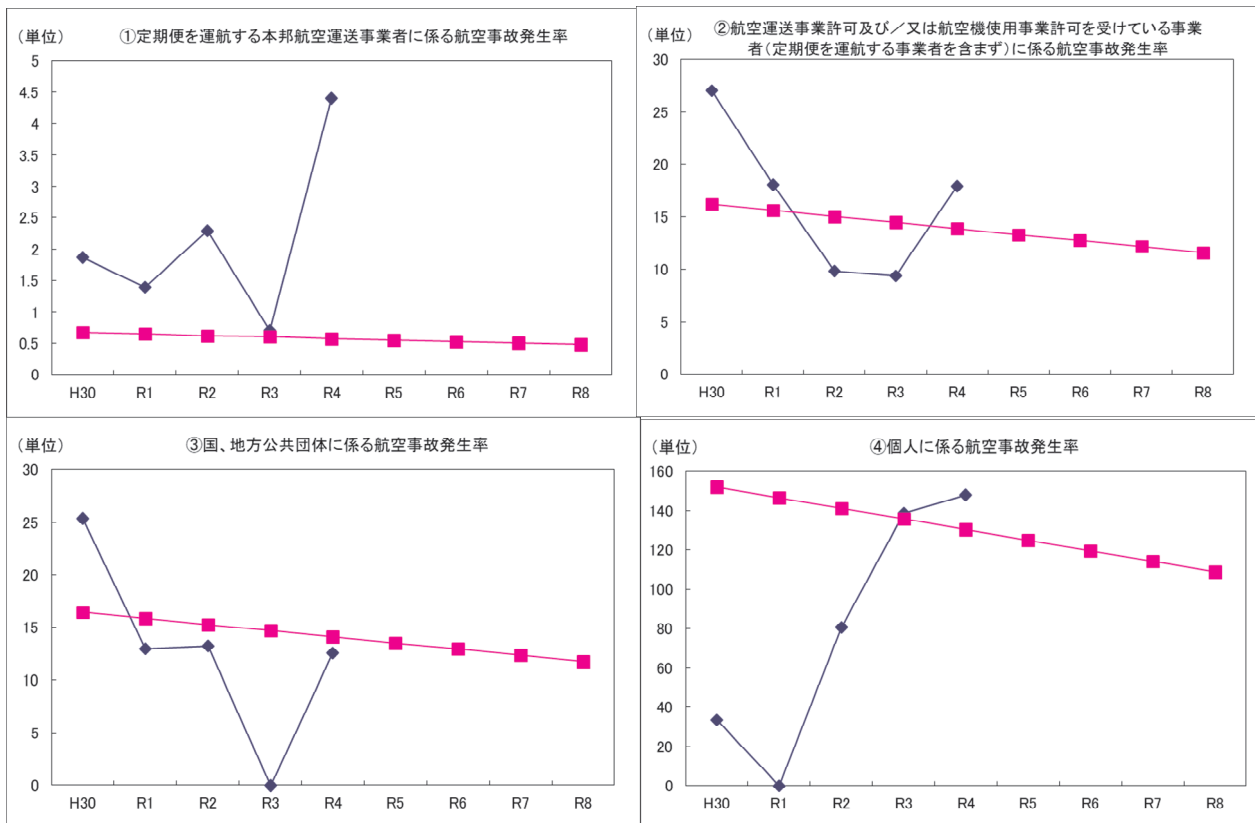 (単位)
①定期便を運航する本邦航空運送事業者に係る航空事故発生率
5
4.5
4
3.5
3
2.5
2
1.5
1
0.5
0
H30 R1 R2 R3 R4 R5 R6 R7 R8
(単位)
②航空運送事業許可及び/又は航空機使用事業許可を受けている事業
者(定期便を運航する事業者を含まず)に係る航空事故発生率
30
25
20
15
10
5
0
H30 R1 R2 R3 R4 R5 R6 R7 R8
(単位)
③国、地方公共団体に係る航空事故発生率
30
25
20
15
10
5
0
H30 R1 R2 R3 R4 R5 R6 R7 R8
(単位)
④個人に係る航空事故発生率
160
140
120
100
80
60
40
20
0
H30 R1 R2 R3 R4 R5 R6 R7 R8